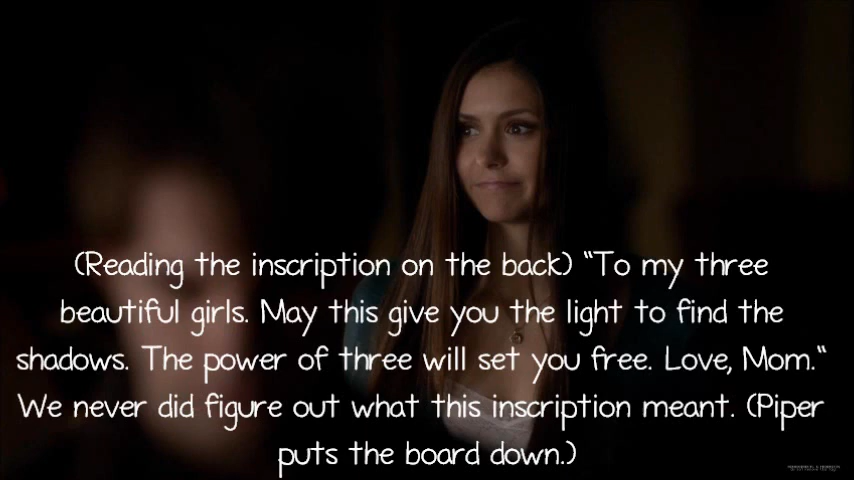 (Reading the inscription on the back) "To my three
beautiful girls. May this give you the light to find the
shadows. The power of three will set you free. Love, Mom."
We never did figure out what this inscription meant. (Piper
puts the board down.)